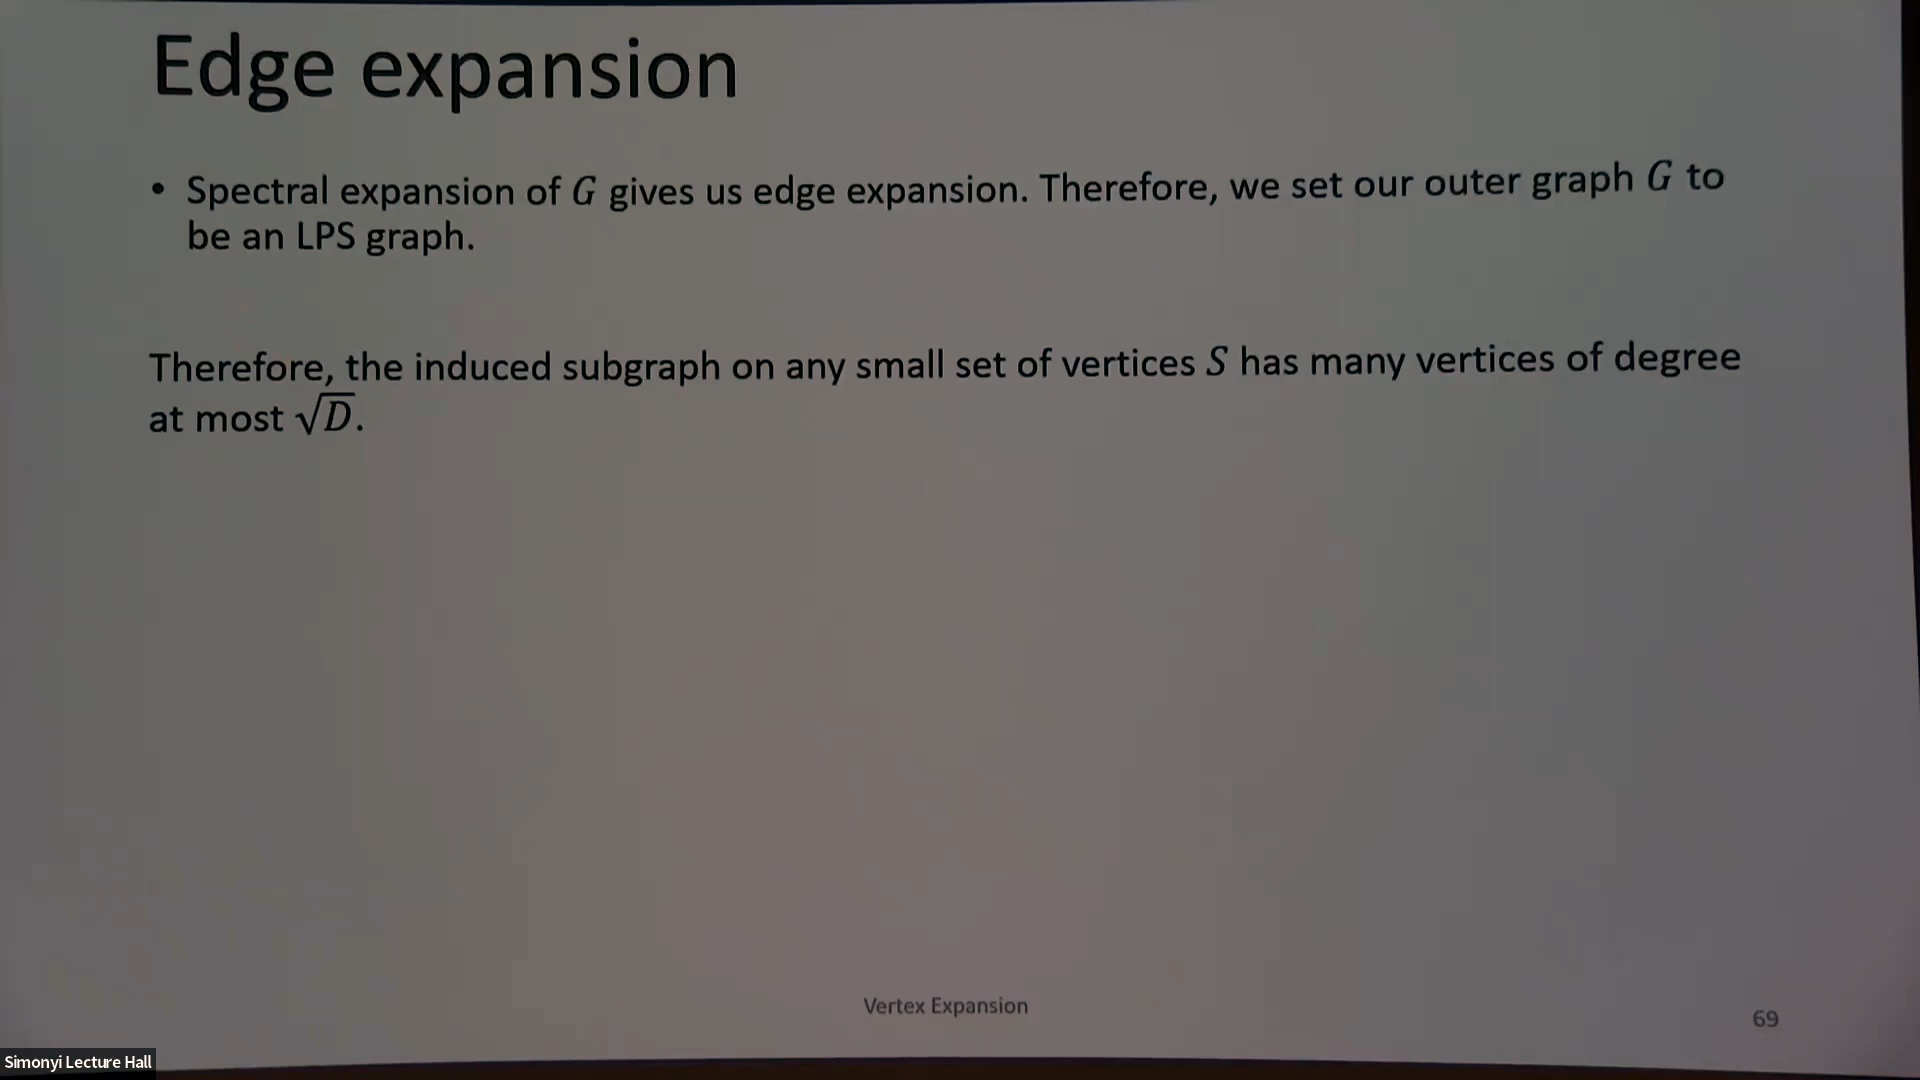 Edge expansion
• Spectral expansion of G gives us edge expansion. Therefore, we set our outer graph G to
be an LPS graph.
Therefore, the induced subgraph on any small set of vertices S has many vertices of degree
at most √D.
Vertex Expansion
69
Simonyi Lecture Hall